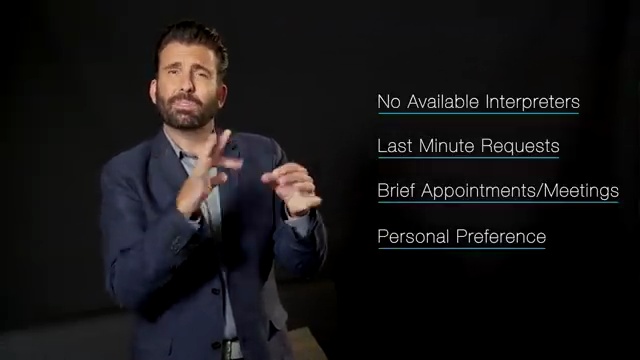 No Available Interpreters
Last Minute Requests
Brief Appointments/Meetings
Personal Preference